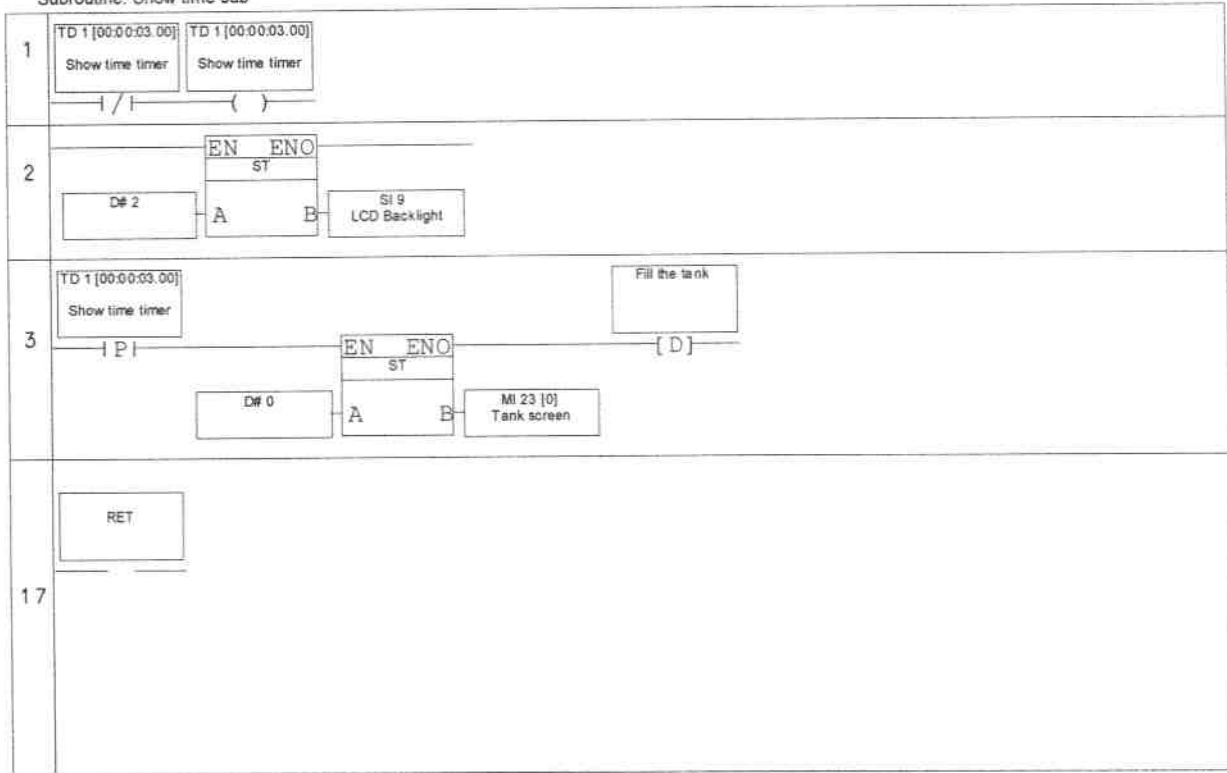 Subroutine: Show time sub
1
TD 1 [00:00:03.00] TD 1 [00:00:03.00]
Show time timer Show time timer
2
EN ENO
ST
D# 2 A B SI 9
LCD Backlight
3
TD 1 [00:00:03.00] Fill the tank
Show time timer
P EN ENO D
ST
D# 0 A B MI 23 [0]
Tank screen
17
RET